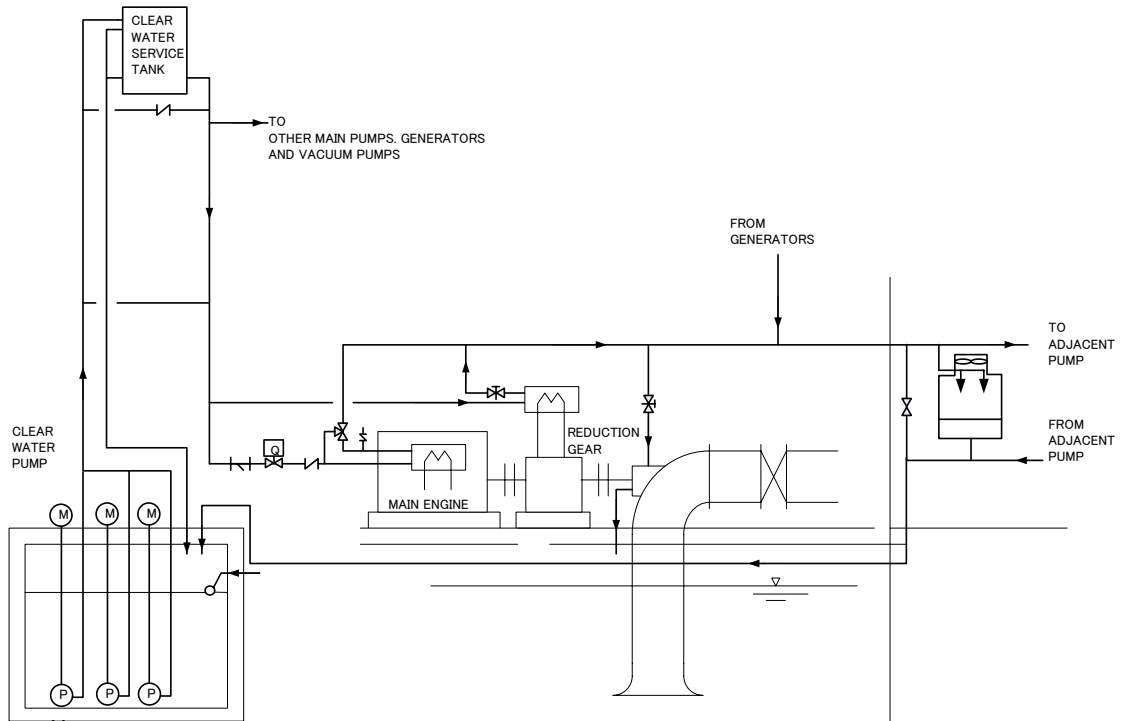 CLEAR
WATER
SERVICE
TANK
TO
OTHER MAIN PUMPS. GENERATORS
AND VACUUM PUMPS
FROM
GENERATORS
TO
ADJACENT
PUMP
CLEAR
WATER
PUMP
Q
REDUCTION
GEAR
FROM
ADJACENT
PUMP
MAIN ENGINE
M
M
M
P
P
P